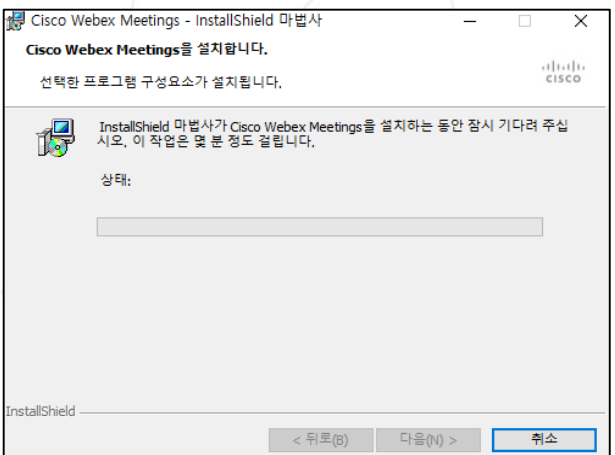 Cisco Webex Meetings - InstallShield 마법사
Cisco Webex Meetings을 설치합니다.
선택한 프로그램 구성요소가 설치됩니다.
CISCO
InstallShield 마법사가 Cisco Webex Meetings을 설치하는 동안 잠시 기다려 주십
시오. 이 작업은 몇 분 정도 걸립니다.
상태:
InstallShield
< 뒤로(B) 다음(N) > 취소